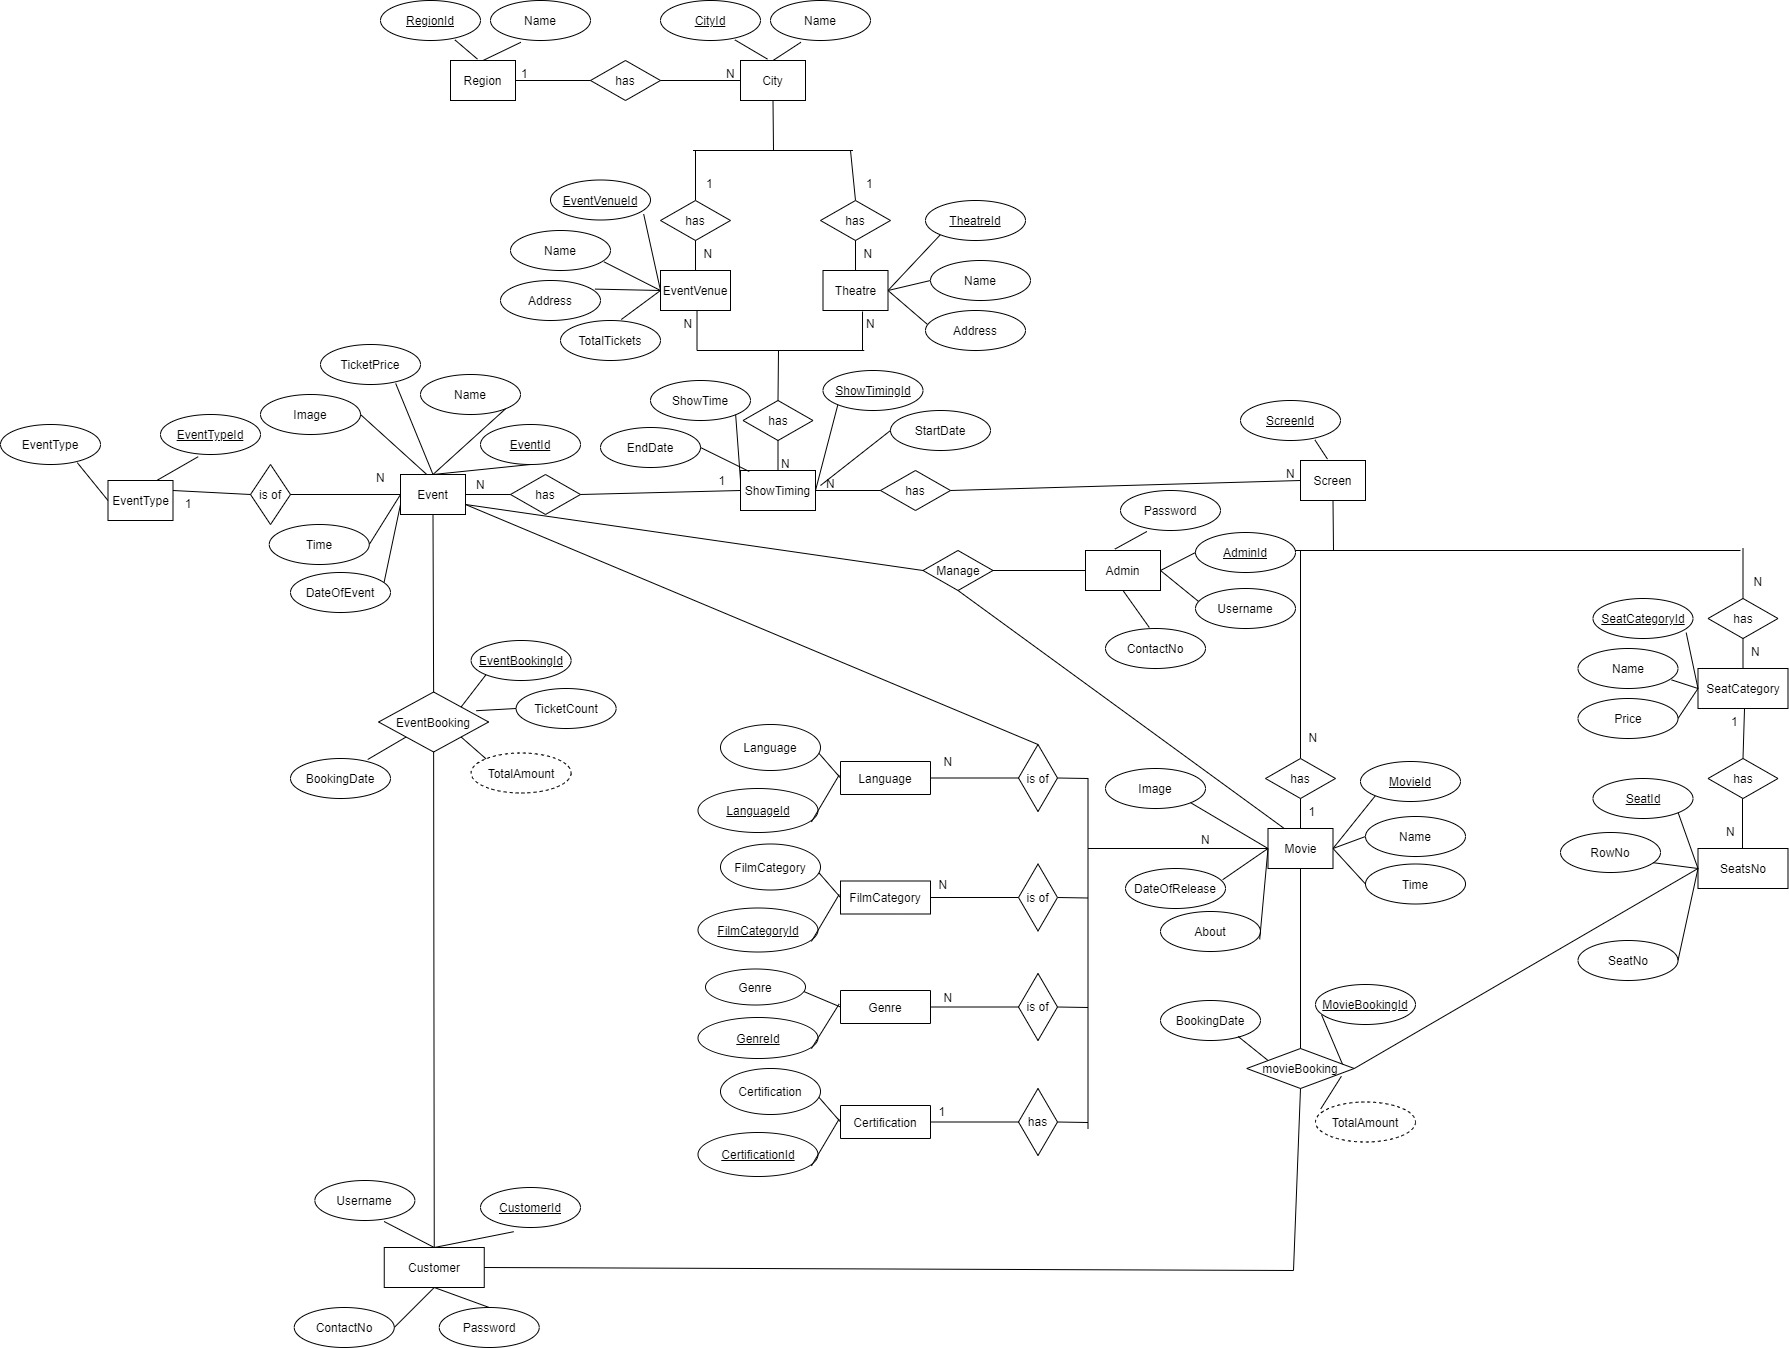 RegionId
Name
CityId
Name
Region
1
has
N
City
1
1
EventVenueId
has
has
TheatreId
Name
N
N
Name
Address
EventVenue
Theatre
Address
TotalTickets
N
N
TicketPrice
Name
Image
ShowTime
ShowTimingId
EventType
EventTypeId
EventId
EndDate
has
StartDate
ScreenId
N
EventType
1
is of
N
Event
N
has
1
ShowTiming
N
has
N
Screen
Time
DateOfEvent
Password
Manage
Admin
AdminId
Username
ContactNo
N
SeatCategoryId
has
N
Name
SeatCategory
Price
1
EventBookingId
TicketCount
EventBooking
BookingDate
TotalAmount
Language
N
Language
is of
LanguageId
N
has
1
Image
MovieId
Name
Time
N
Movie
DateOfRelease
About
has
SeatId
N
RowNo
SeatsNo
SeatNo
FilmCategory
N
FilmCategory
is of
FilmCategoryId
Genre
N
Genre
is of
GenreId
BookingDate
MovieBookingId
movieBooking
TotalAmount
Certification
1
Certification
has
CertificationId
Username
CustomerId
Customer
ContactNo
Password